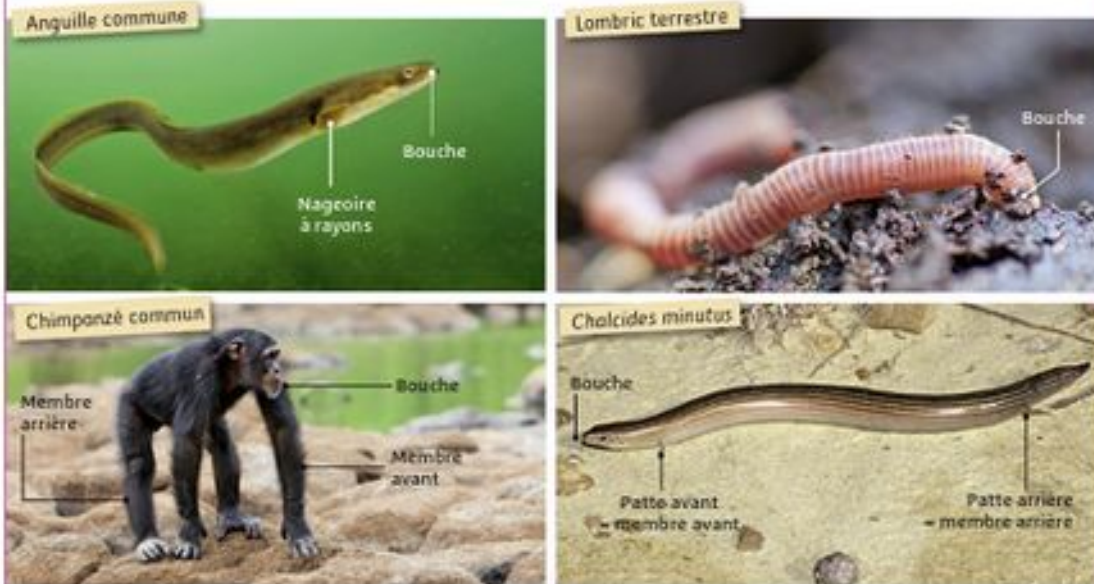 Anguille commune
Bouche
Nageoire
à rayons
Lombric terrestre
Bouche
Chimpanzé commun
Membre
arrière
Bouche
Membre
avant
Chalcides minutus
Bouche
Patte avant
= membre avant
Patte arrière
= membre arrière